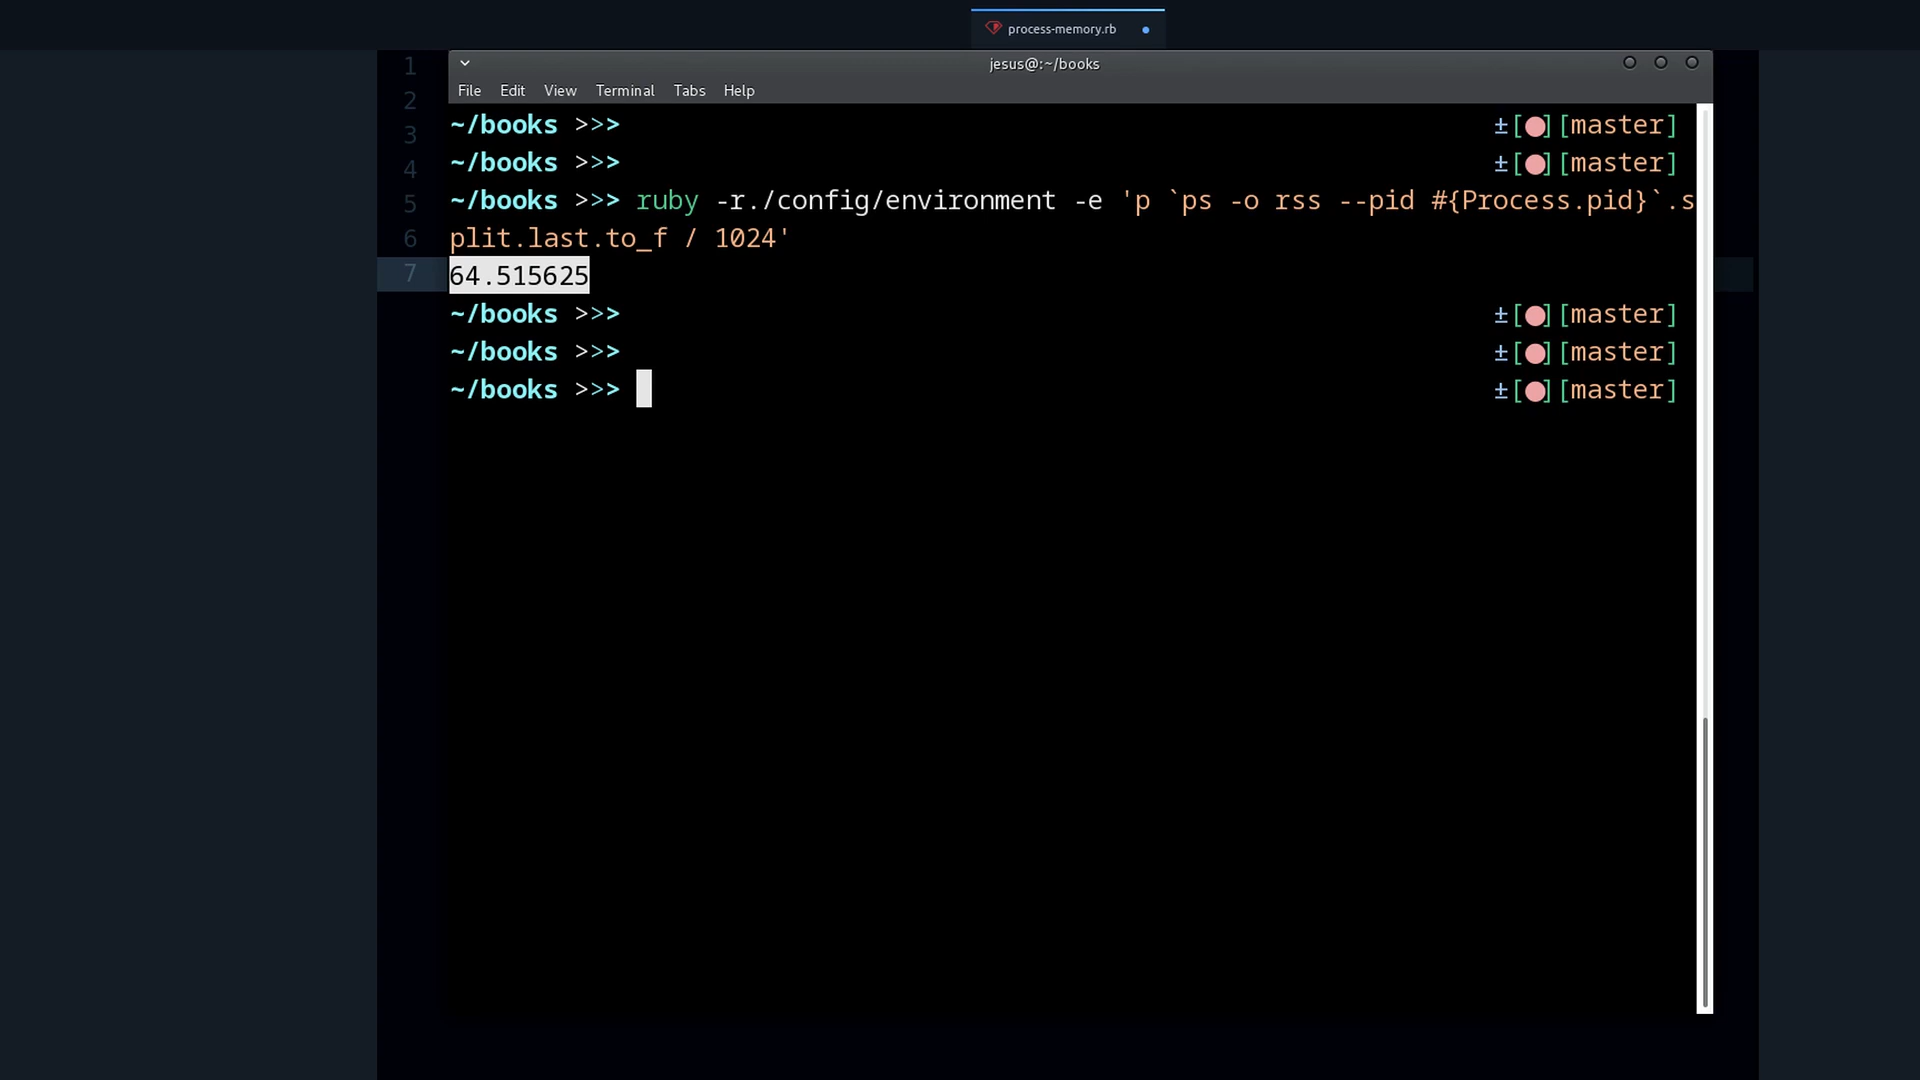 process-memory.rb
jesus@:~/books
File Edit View Terminal Tabs Help
1
2
3
4
5
6
7
~/books >>> ±[●][master]
~/books >>> ±[●][master]
~/books >>> ruby -r./config/environment -e 'p `ps -o rss --pid #{Process.pid}`.s
plit.last.to_f / 1024'
64.515625
~/books >>> ±[●][master]
~/books >>> ±[●][master]
~/books >>> ±[●][master]